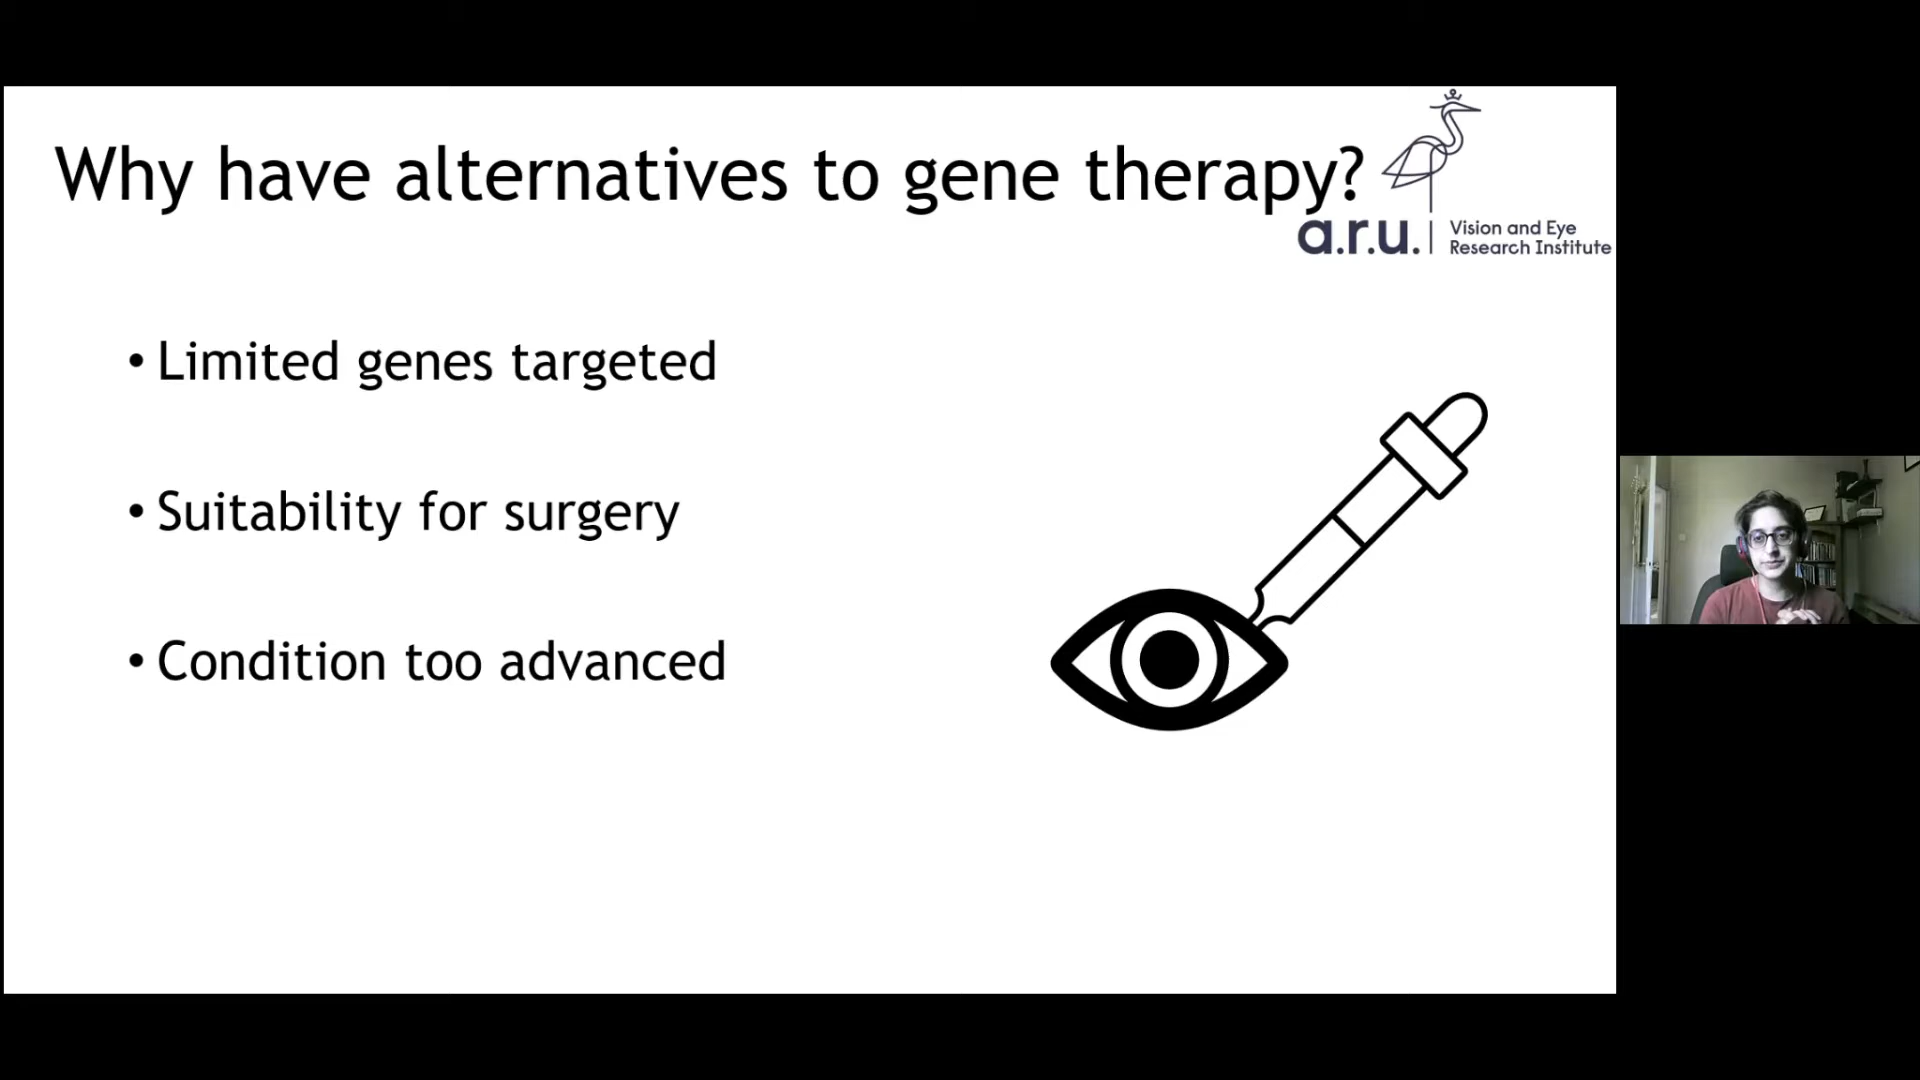 Why have alternatives to gene therapy?
a.r.u. Vision and Eye
Research Institute
• Limited genes targeted
• Suitability for surgery
• Condition too advanced